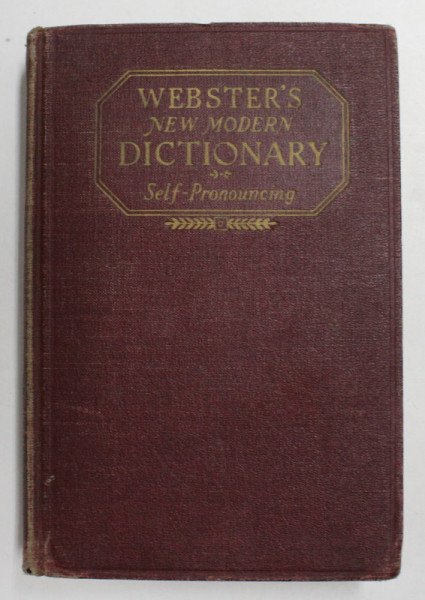 WEBSTER'S
NEW MODERN
DICTIONARY
Self-Pronouncing